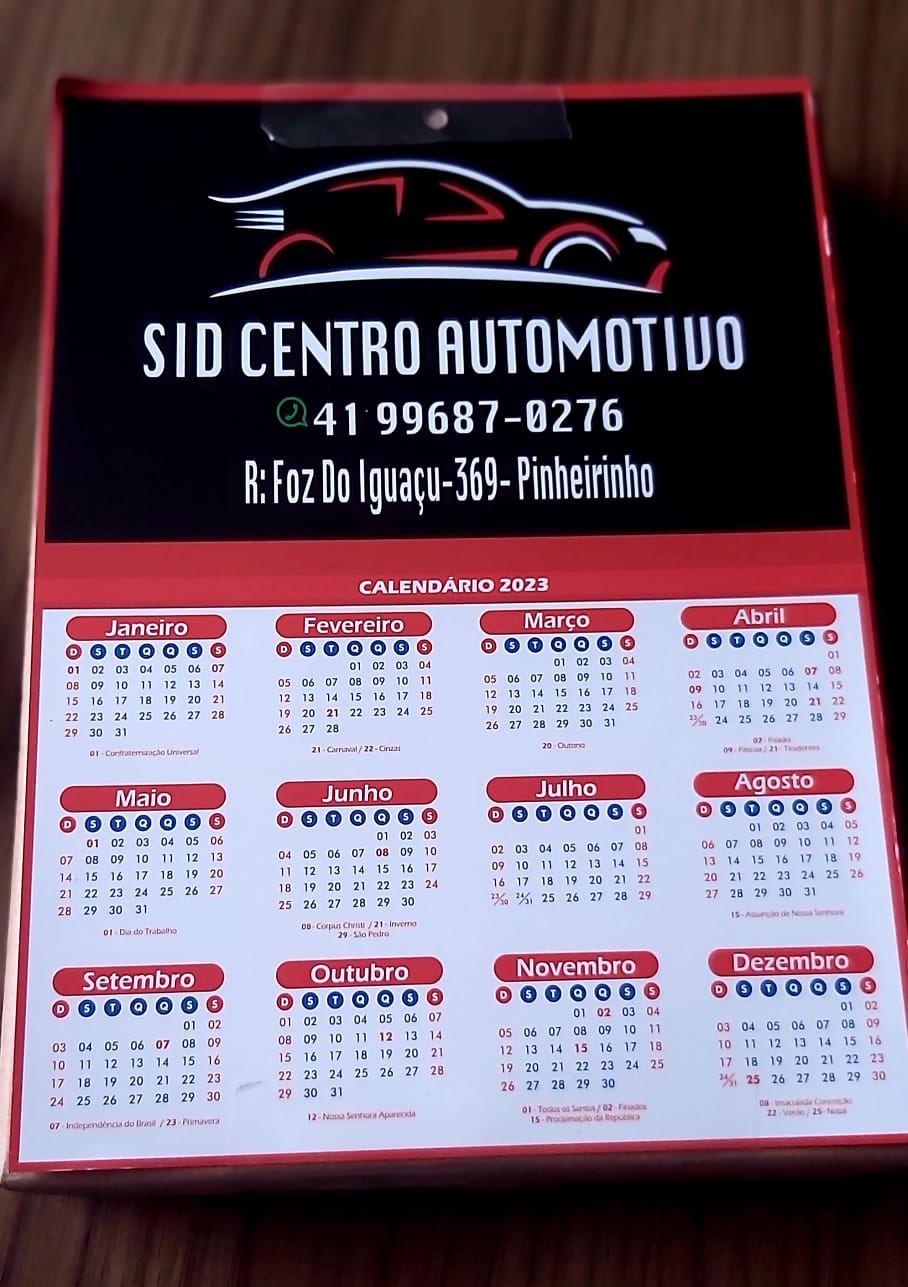 SID CENTRO AUTOMOTIVO
41 99687-0276
R: Foz Do Iguaçu-369- Pinheirinho
CALENDÁRIO 2023
Janeiro
D S T Q Q S S
01 02 03 04 05 06 07
08 09 10 11 12 13 14
15 16 17 18 19 20 21
22 23 24 25 26 27 28
29 30 31
01 - Confraternização Universal
Fevereiro
D S T Q Q S S
01 02 03 04
05 06 07 08 09 10 11
12 13 14 15 16 17 18
19 20 21 22 23 24 25
26 27 28
21 - Carnaval / 22 - Cinzas
Março
D S T Q Q S S
01 02 03 04
05 06 07 08 09 10 11
12 13 14 15 16 17 18
19 20 21 22 23 24 25
26 27 28 29 30 31
20 - Outono
Abril
D S T Q Q S S
01
02 03 04 05 06 07 08
09 10 11 12 13 14 15
16 17 18 19 20 21 22
23/30 24 25 26 27 28 29
07 - Paixão
09 - Páscoa / 21 - Tiradentes
Maio
D S T Q Q S S
01 02 03 04 05 06
07 08 09 10 11 12 13
14 15 16 17 18 19 20
21 22 23 24 25 26 27
28 29 30 31
01 - Dia do Trabalho
Junho
D S T Q Q S S
01 02 03
04 05 06 07 08 09 10
11 12 13 14 15 16 17
18 19 20 21 22 23 24
25 26 27 28 29 30
08 - Corpus Christi / 21 - Inverno
29 - São Pedro
Julho
D S T Q Q S S
01
02 03 04 05 06 07 08
09 10 11 12 13 14 15
16 17 18 19 20 21 22
23/30 24/31 25 26 27 28 29
Agosto
D S T Q Q S S
01 02 03 04 05
06 07 08 09 10 11 12
13 14 15 16 17 18 19
20 21 22 23 24 25 26
27 28 29 30 31
15 - Assunção de Nossa Senhora
Setembro
D S T Q Q S S
01 02
03 04 05 06 07 08 09
10 11 12 13 14 15 16
17 18 19 20 21 22 23
24 25 26 27 28 29 30
07 - Independência do Brasil / 23 - Primavera
Outubro
D S T Q Q S S
01 02 03 04 05 06 07
08 09 10 11 12 13 14
15 16 17 18 19 20 21
22 23 24 25 26 27 28
29 30 31
12 - Nossa Senhora Aparecida
Novembro
D S T Q Q S S
01 02 03 04
05 06 07 08 09 10 11
12 13 14 15 16 17 18
19 20 21 22 23 24 25
26 27 28 29 30
01 - Todos os Santos / 02 - Finados
15 - Proclamação da República
Dezembro
D S T Q Q S S
01 02
03 04 05 06 07 08 09
10 11 12 13 14 15 16
17 18 19 20 21 22 23
24/31 25 26 27 28 29 30
08 - Imaculada Conceição
22 - Verão / 25 - Natal